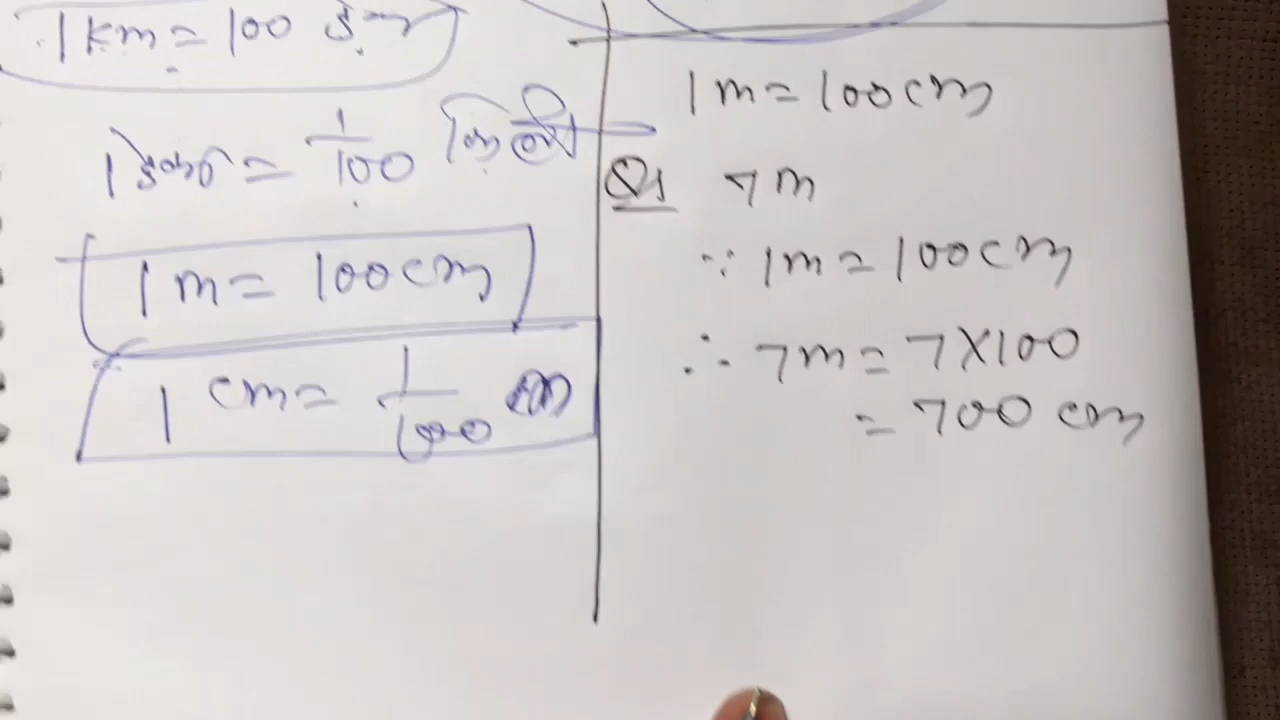 1 km = 100
1 = 1/100
1 m = 100 cm
1 cm = 1/100 m
1 m = 100 cm
Q1 7 m
∵ 1 m = 100 cm
∴ 7 m = 7 × 100
= 700 cm